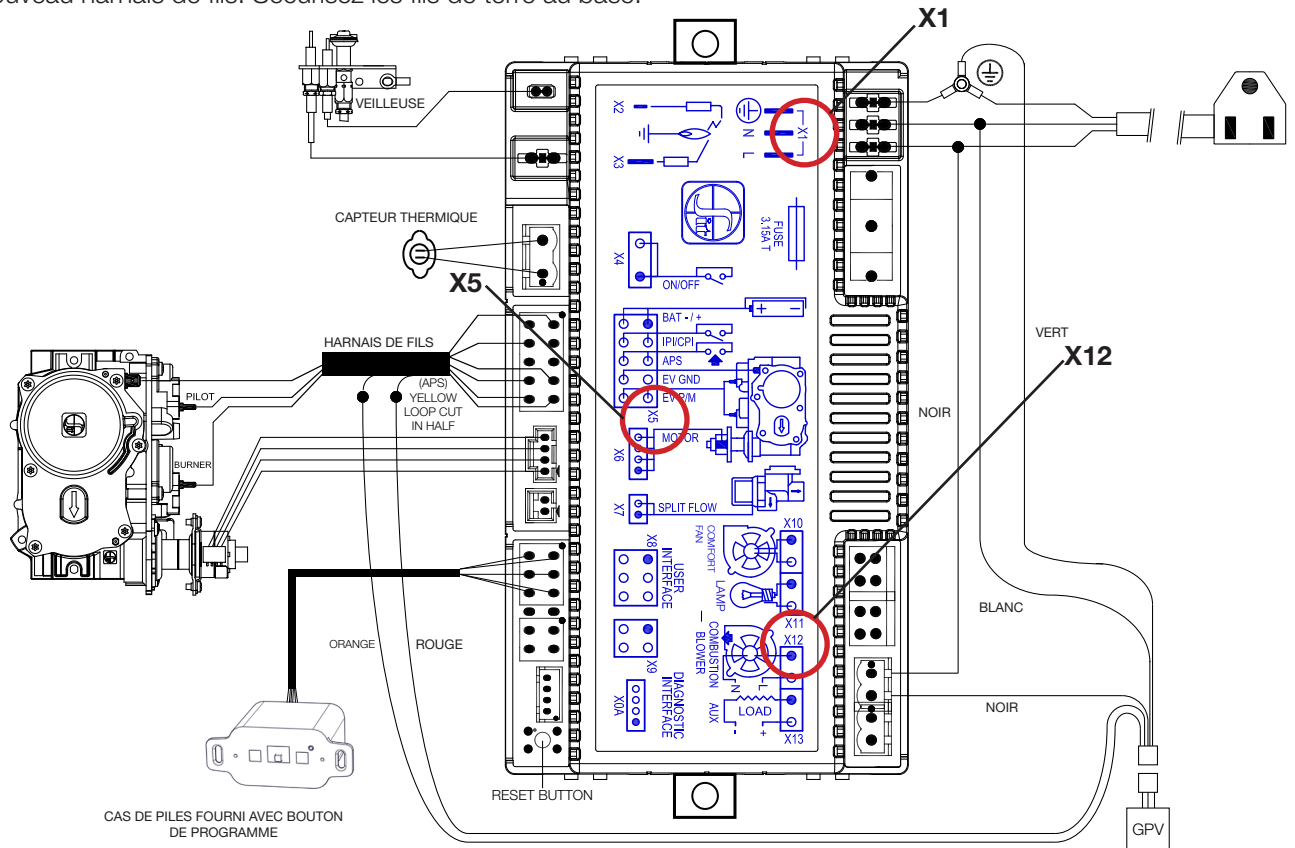 ouveau harnais de fils. Sécurisez les fils de terre au base.
X1
VEILLEUSE
X2
X3
N
L
X1
CAPTEUR THERMIQUE
FUSE
3.15A T
X4
ON/OFF
X5
BAT - / +
IPI/CPI
APS
EV GND
EV P/M
X5
HARNAIS DE FILS
(APS)
YELLOW
LOOP CUT
IN HALF
PILOT
BURNER
VERT
X12
NOIR
MOTOR
X6
SPLIT FLOW
X7
X8
USER
INTERFACE
X9
DIAGNOSTIC
INTERFACE
X0A
COMFORT
FAN
X10
LAMP
X11
X12
COMBUSTION
BLOWER
N
L
AUX
LOAD
- +
X13
BLANC
NOIR
ORANGE
ROUGE
RESET BUTTON
CAS DE PILES FOURNI AVEC BOUTON
DE PROGRAMME
GPV